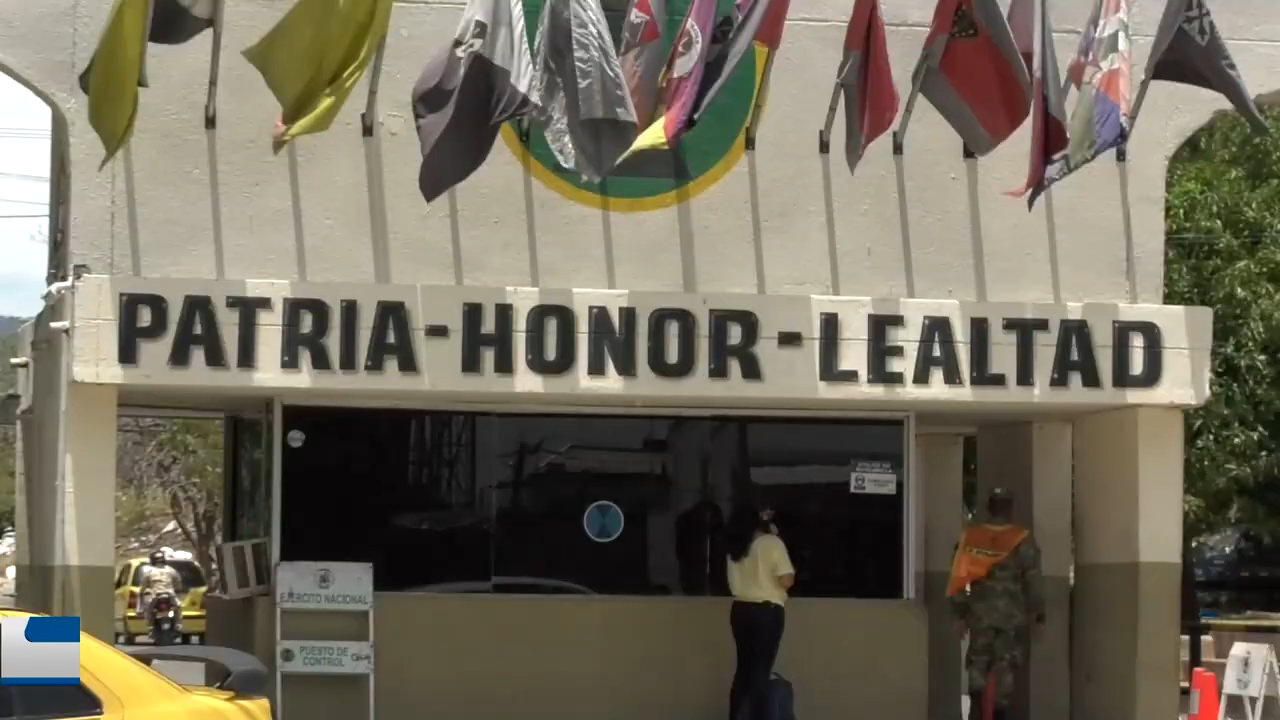 PATRIA-HONOR-LEALTAD
EJERCITO NACIONAL
PUESTO DE
CONTROL